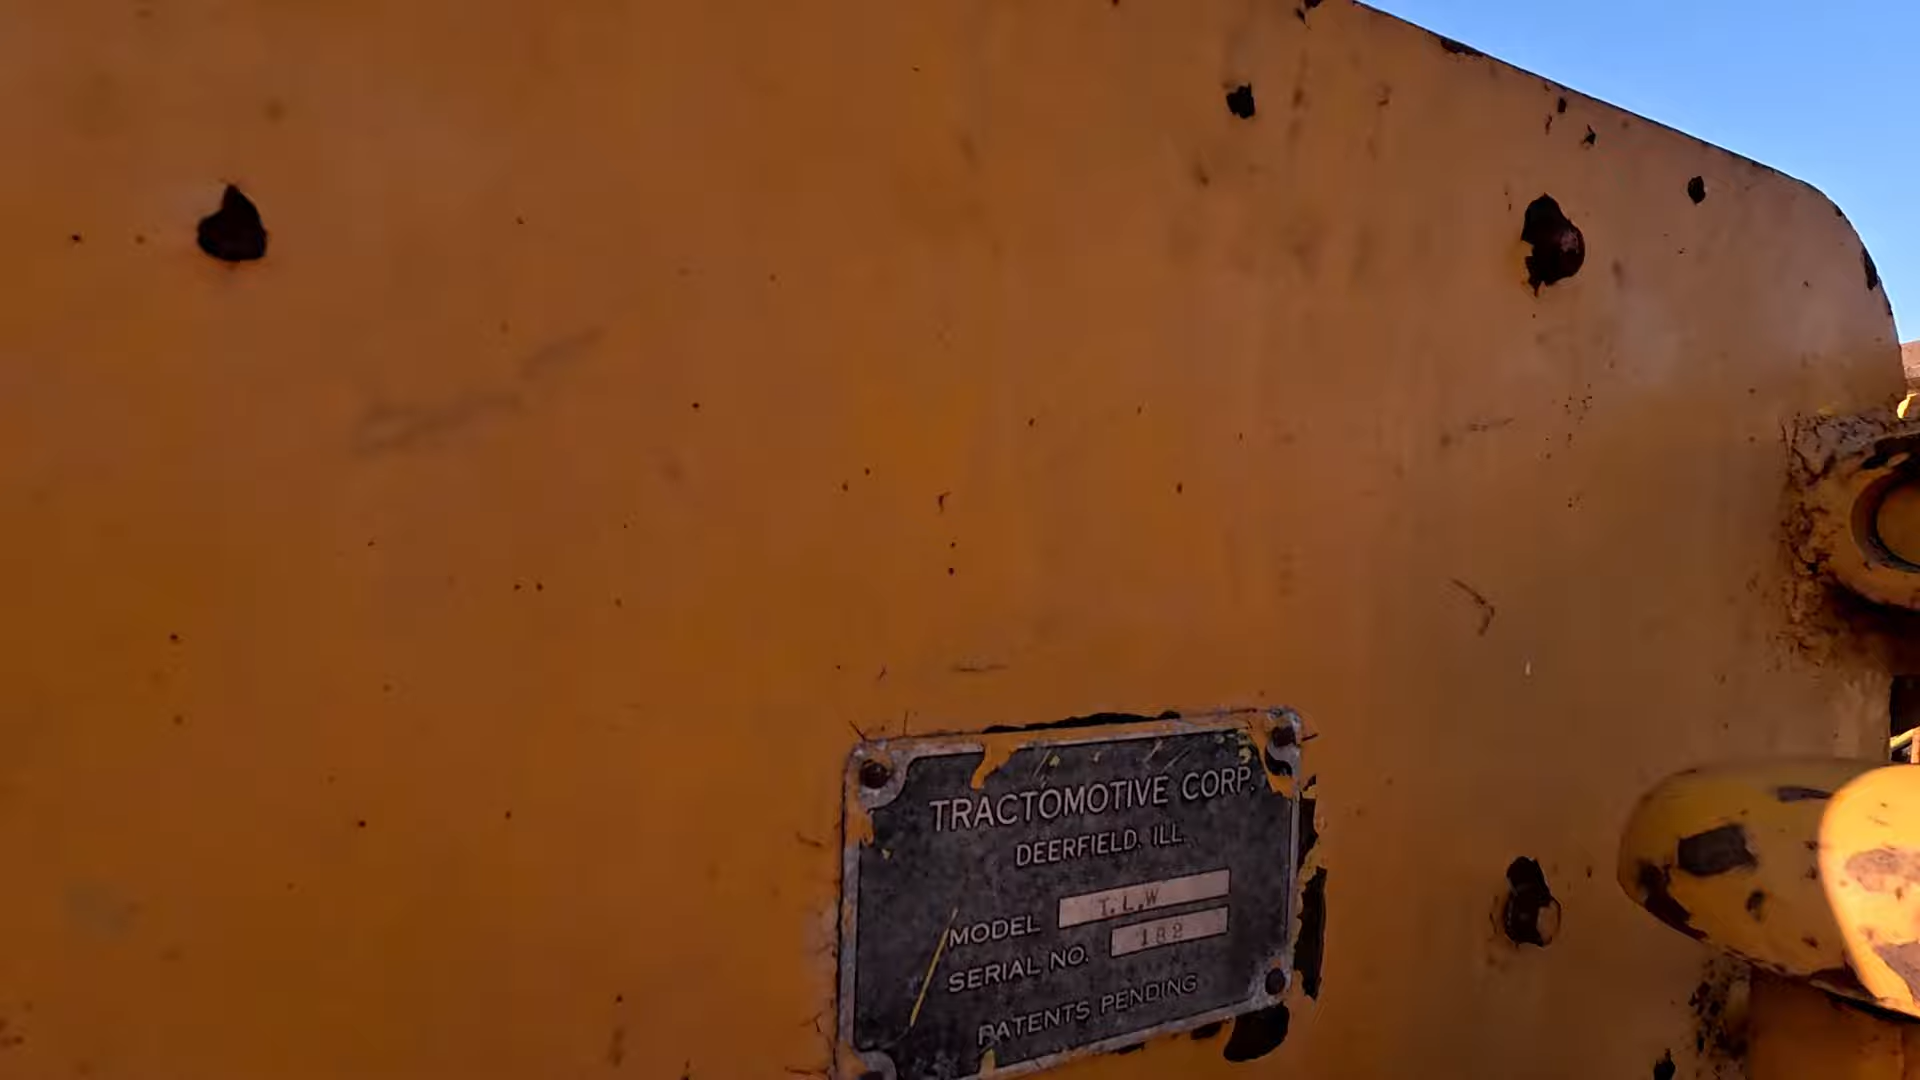 TRACTOMOTIVE CORP.
DEERFIELD, ILL.
MODEL T.L.W
SERIAL NO. 182
PATENTS PENDING